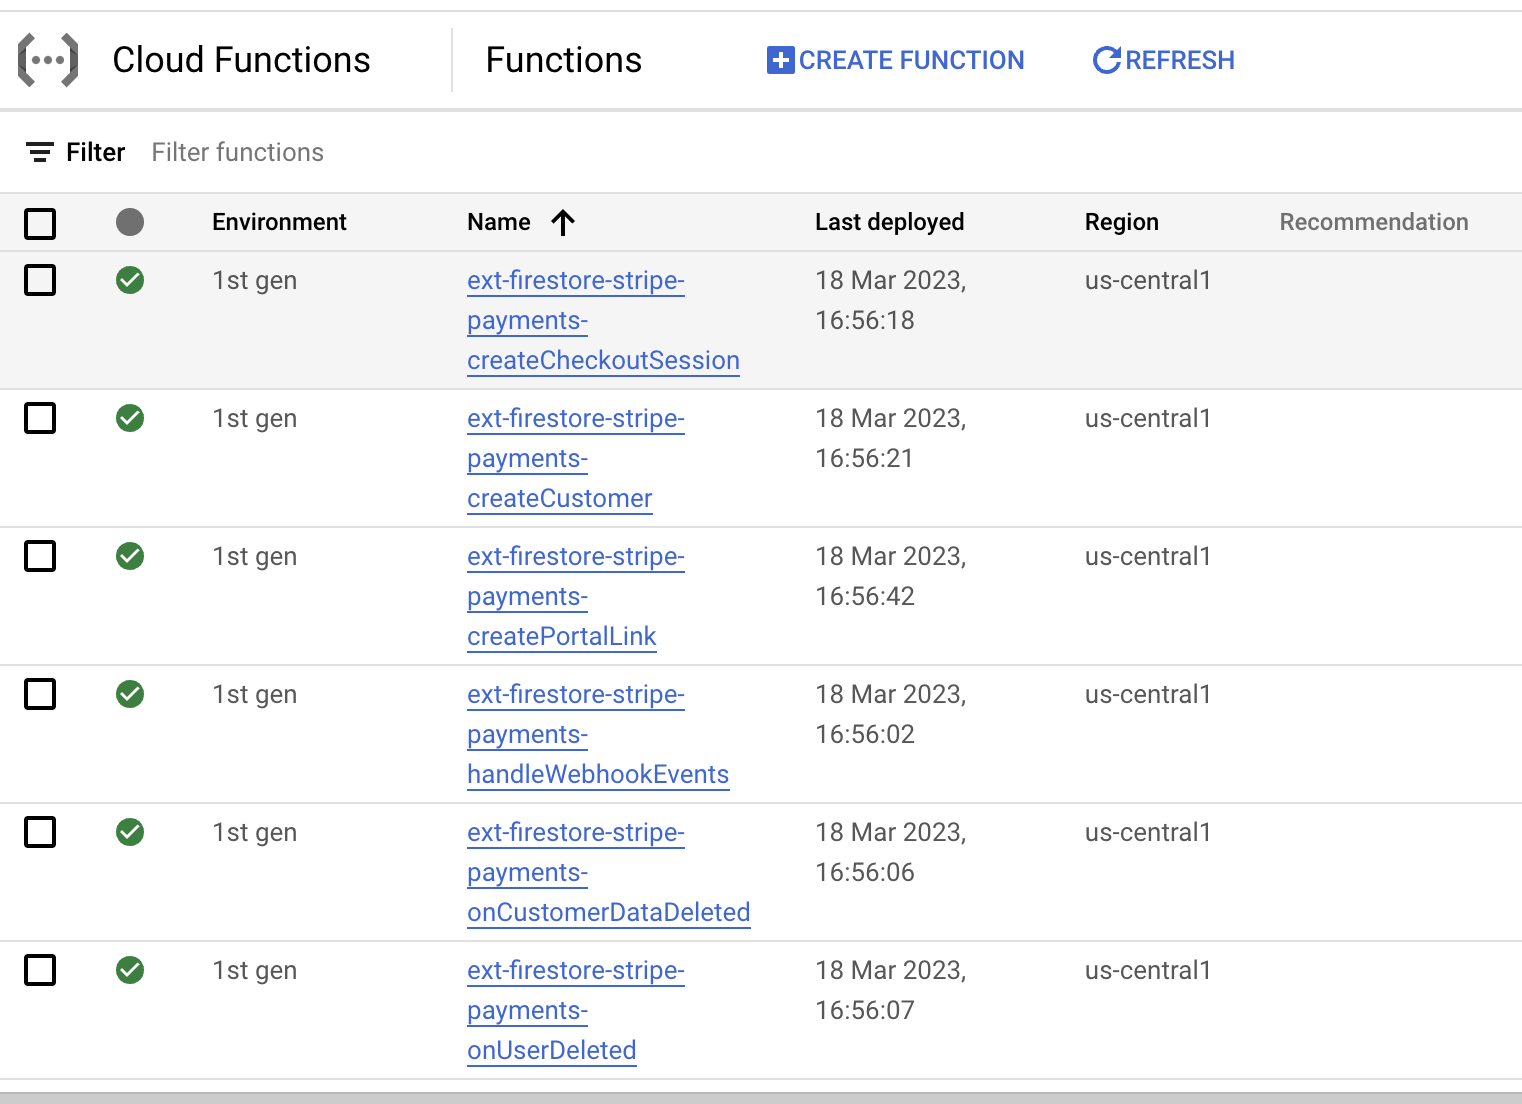 Cloud Functions Functions CREATE FUNCTION REFRESH
Filter Filter functions
Environment Name Last deployed Region Recommendation
1st gen ext-firestore-stripe- 18 Mar 2023, us-central1
payments- 16:56:18
createCheckoutSession
1st gen ext-firestore-stripe- 18 Mar 2023, us-central1
payments- 16:56:21
createCustomer
1st gen ext-firestore-stripe- 18 Mar 2023, us-central1
payments- 16:56:42
createPortalLink
1st gen ext-firestore-stripe- 18 Mar 2023, us-central1
payments- 16:56:02
handleWebhookEvents
1st gen ext-firestore-stripe- 18 Mar 2023, us-central1
payments- 16:56:06
onCustomerDataDeleted
1st gen ext-firestore-stripe- 18 Mar 2023, us-central1
payments- 16:56:07
onUserDeleted